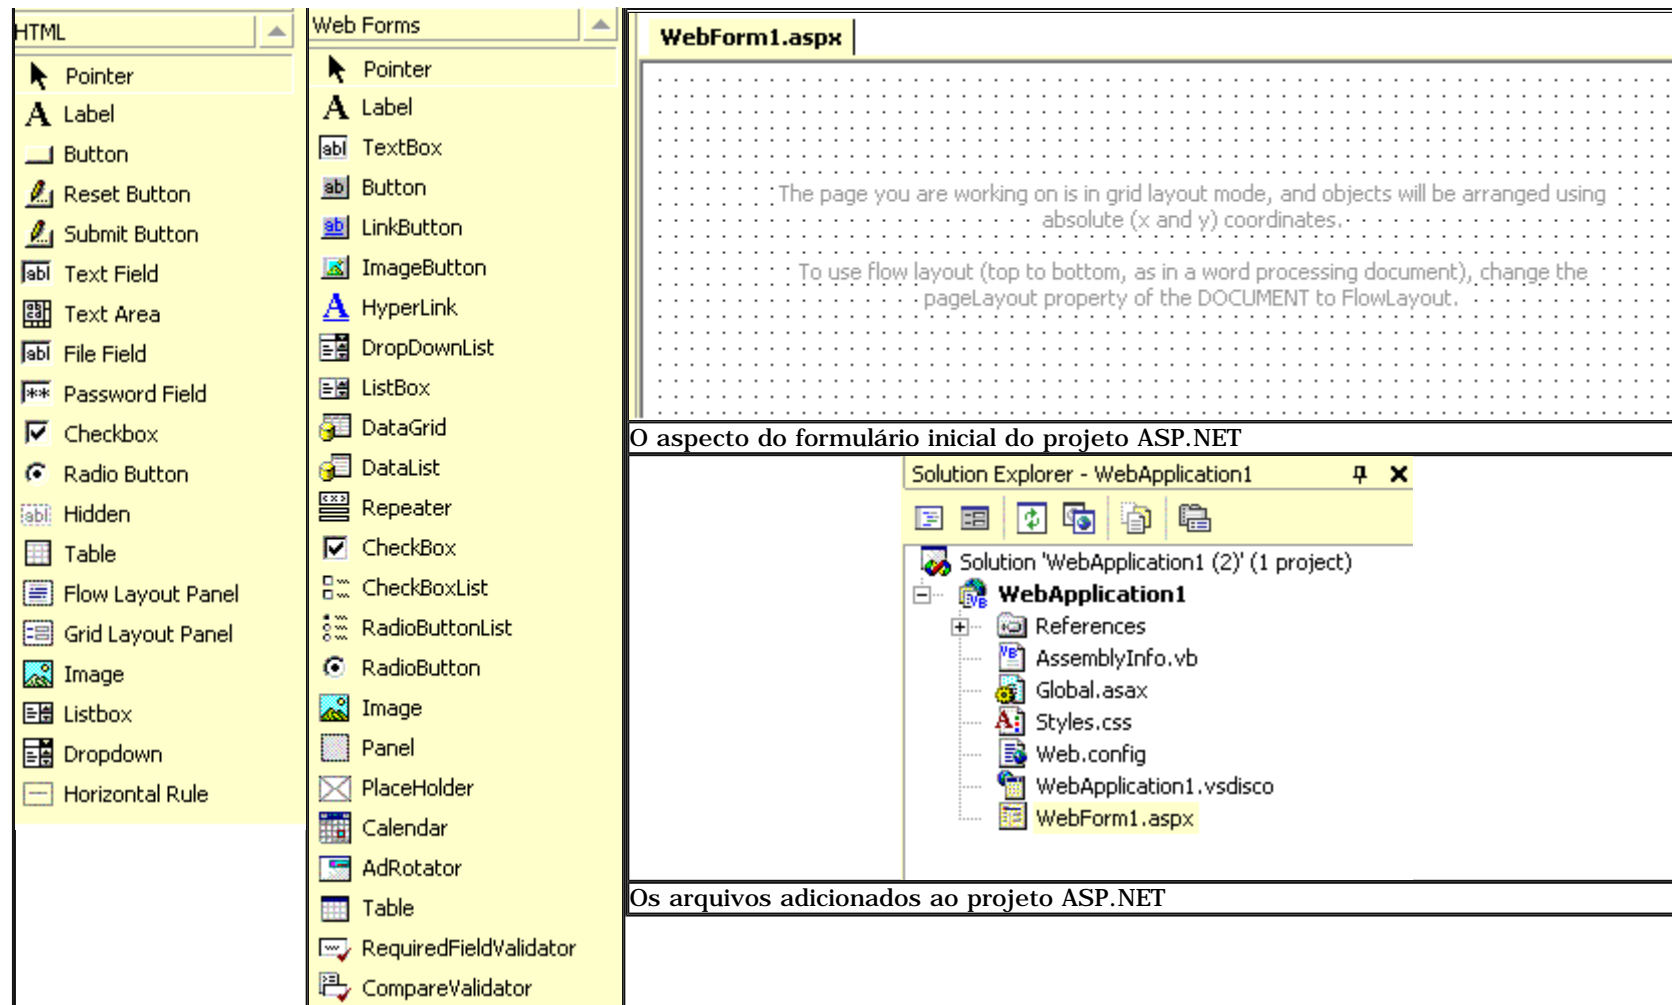 HTML
Pointer
Label
Button
Reset Button
Submit Button
Text Field
Text Area
File Field
Password Field
Checkbox
Radio Button
Hidden
Table
Flow Layout Panel
Grid Layout Panel
Image
Listbox
Dropdown
Horizontal Rule
Web Forms
Pointer
Label
TextBox
Button
LinkButton
ImageButton
HyperLink
DropDownList
ListBox
DataGrid
DataList
Repeater
CheckBox
CheckBoxList
RadioButtonList
RadioButton
Image
Panel
PlaceHolder
Calendar
AdRotator
Table
RequiredFieldValidator
CompareValidator
WebForm1.aspx
The page you are working on is in grid layout mode, and objects will be arranged using
absolute (x and y) coordinates.
To use flow layout (top to bottom, as in a word processing document), change the
pageLayout property of the DOCUMENT to FlowLayout.
O aspecto do formulário inicial do projeto ASP.NET
Solution Explorer - WebApplication1
Solution 'WebApplication1 (2)' (1 project)
WebApplication1
References
AssemblyInfo.vb
Global.asax
Styles.css
Web.config
WebApplication1.vsdisco
WebForm1.aspx
Os arquivos adicionados ao projeto ASP.NET